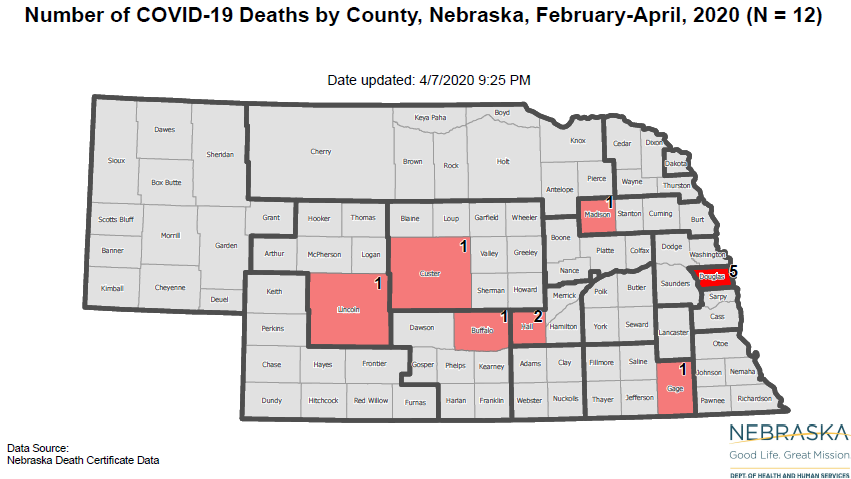 Number of COVID-19 Deaths by County, Nebraska, February-April, 2020 (N = 12)
Date updated: 4/7/2020 9:25 PM
Sioux
Dawes
Box Butte
Sheridan
Scotts Bluff
Banner
Kimball
Morrill
Cheyenne
Garden
Deuel
Cherry
Keya Paha
Boyd
Brown
Rock
Holt
Knox
Antelope
Pierce
Cedar
Dixon
Dakota
Wayne
Thurston
Grant
Hooker
Thomas
Blaine
Loup
Garfield
Wheeler
Boone
1
Madison
Stanton
Cuming
Burt
Arthur
McPherson
Logan
1
Custer
Valley
Greeley
Nance
Platte
Colfax
Dodge
Washington
Douglas
5
Sarpy
Saunders
Cass
Keith
Perkins
1
Lincoln
Sherman
Howard
Merrick
Polk
Butler
Dawson
1
Buffalo
2
Hall
Hamilton
York
Seward
Lancaster
Otoe
Chase
Hayes
Frontier
Gosper
Phelps
Kearney
Adams
Clay
Fillmore
Saline
1
Gage
Johnson
Nemaha
Dundy
Hitchcock
Red Willow
Furnas
Harlan
Franklin
Webster
Nuckolls
Thayer
Jefferson
Pawnee
Richardson
Data Source:
Nebraska Death Certificate Data
NEBRASKA
Good Life. Great Mission
DEPT. OF HEALTH AND HUMAN SERVICES